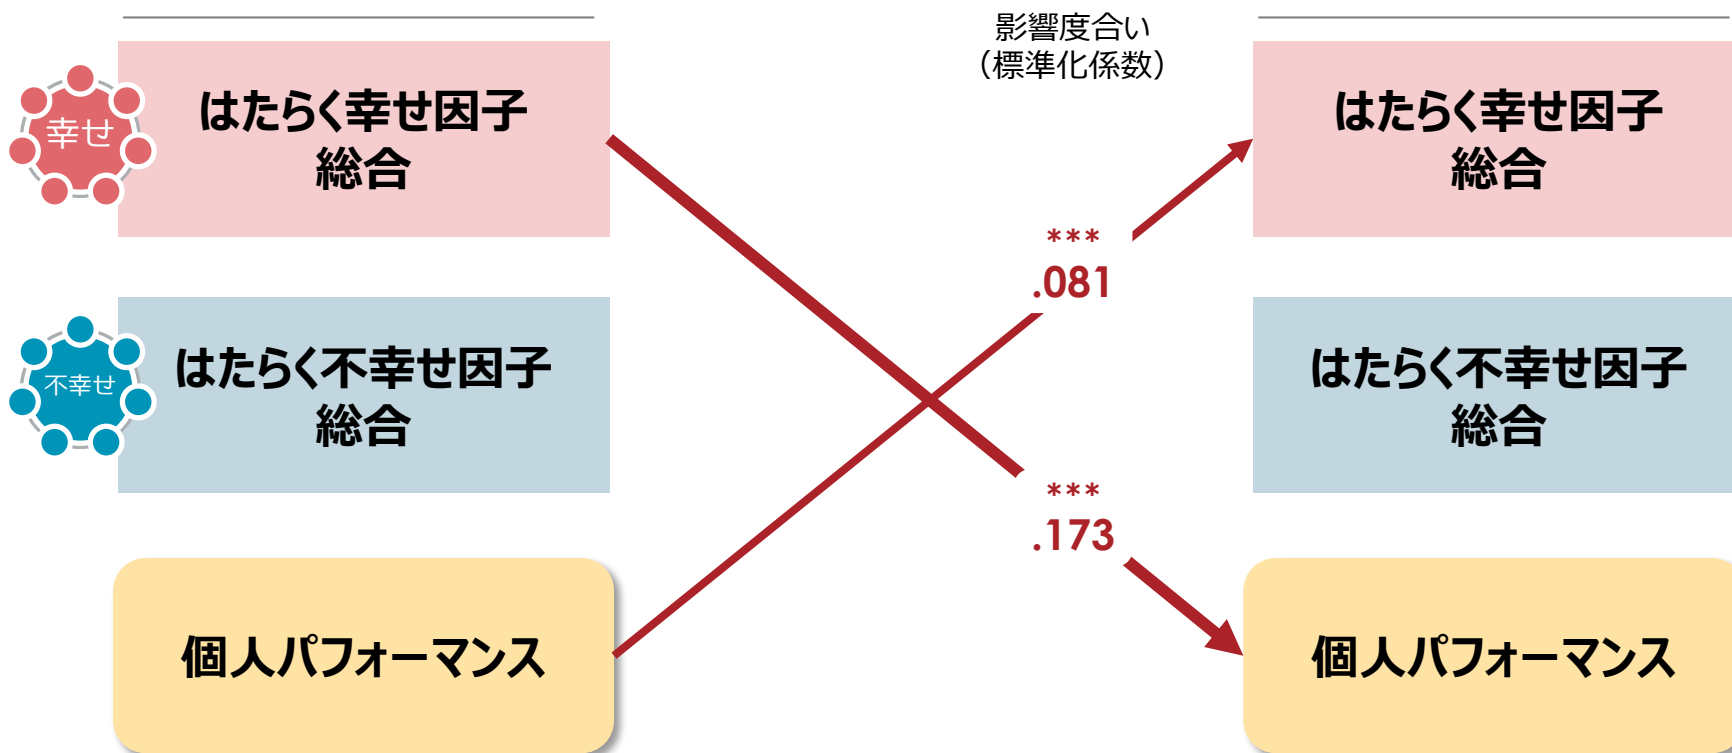 影響度合い
（標準化係数）
幸せ
はたらく幸せ因子
総合
はたらく幸せ因子
総合
***
.081
不幸せ
はたらく不幸せ因子
総合
はたらく不幸せ因子
総合
***
.173
個人パフォーマンス
個人パフォーマンス